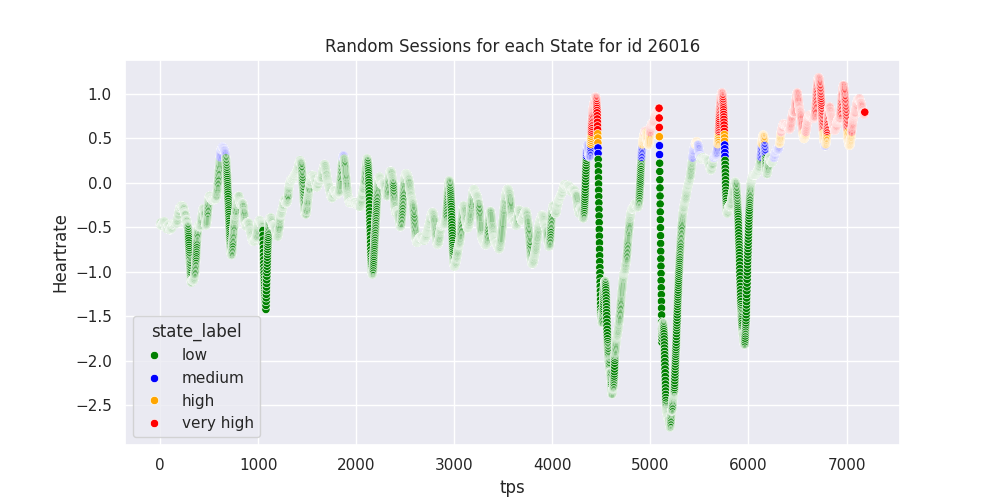 Random Sessions for each State for id 26016
Heartrate
1.0
0.5
0.0
−0.5
−1.0
−1.5
−2.0
−2.5
state_label
low
medium
high
very high
0 1000 2000 3000 4000 5000 6000 7000
tps